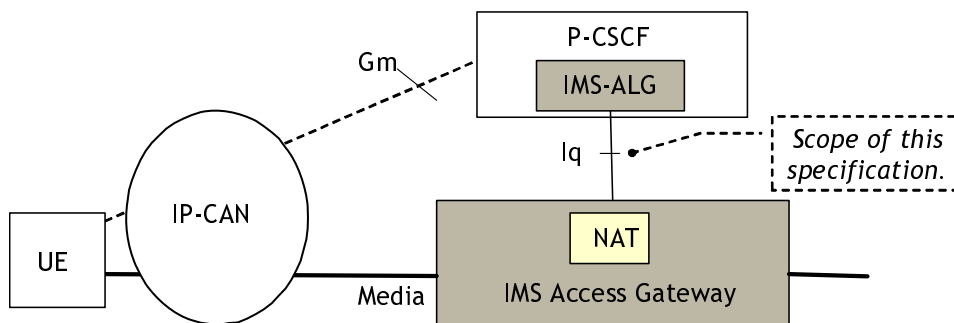 P-CSCF
Gm
IMS-ALG
Iq
Scope of this
specification.
IP-CAN
UE
NAT
Media
IMS Access Gateway